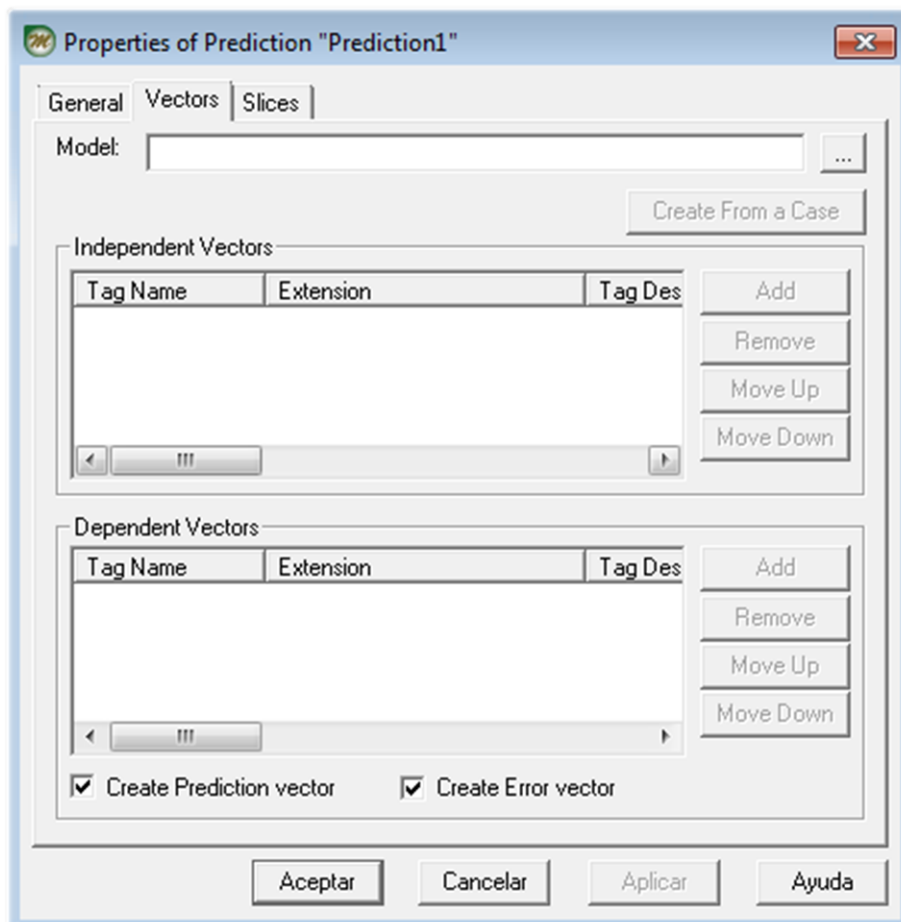 Properties of Prediction "Prediction1"
General Vectors Slices
Model: ...
Create From a Case
Independent Vectors
Tag Name Extension Tag Des Add
Remove
Move Up
Move Down
Dependent Vectors
Tag Name Extension Tag Des Add
Remove
Move Up
Move Down
Create Prediction vector Create Error vector
Aceptar Cancelar Aplicar Ayuda